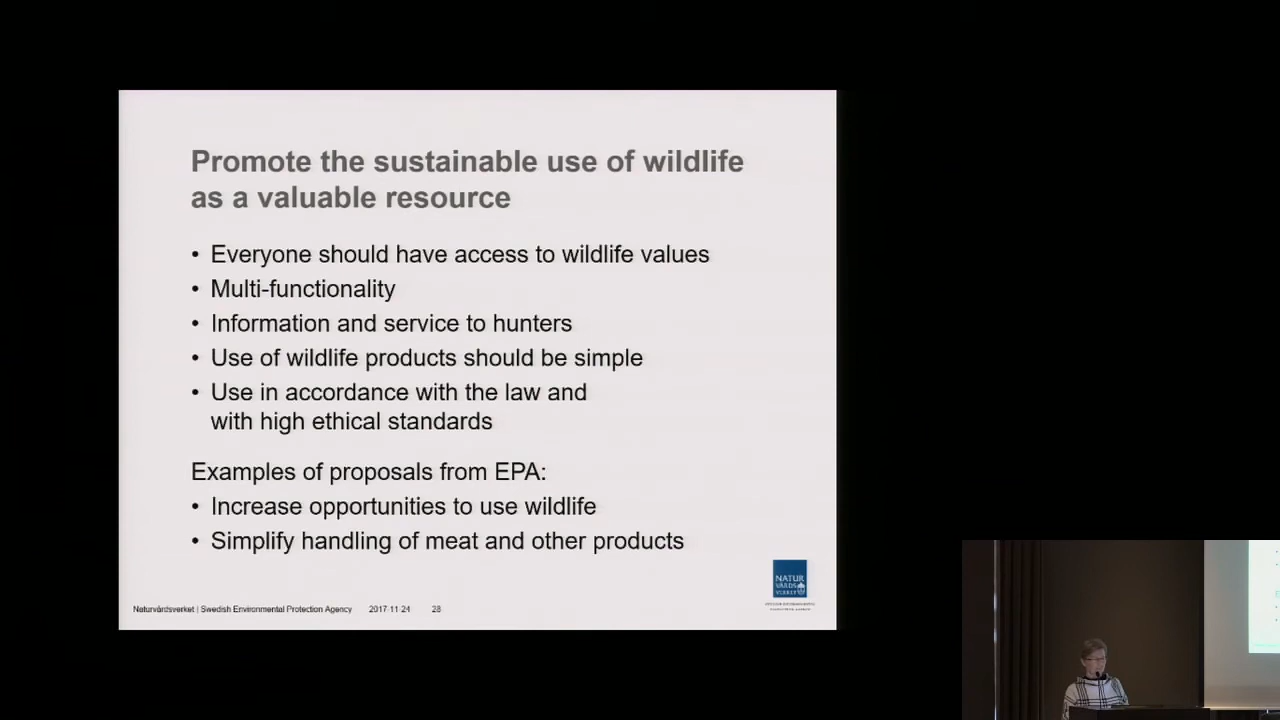 Promote the sustainable use of wildlife
as a valuable resource
• Everyone should have access to wildlife values
• Multi-functionality
• Information and service to hunters
• Use of wildlife products should be simple
• Use in accordance with the law and
with high ethical standards
Examples of proposals from EPA:
• Increase opportunities to use wildlife
• Simplify handling of meat and other products
NATUR
VÅRDS
VERKET
Naturvårdsverket | Swedish Environmental Protection Agency 2017-11-24 28